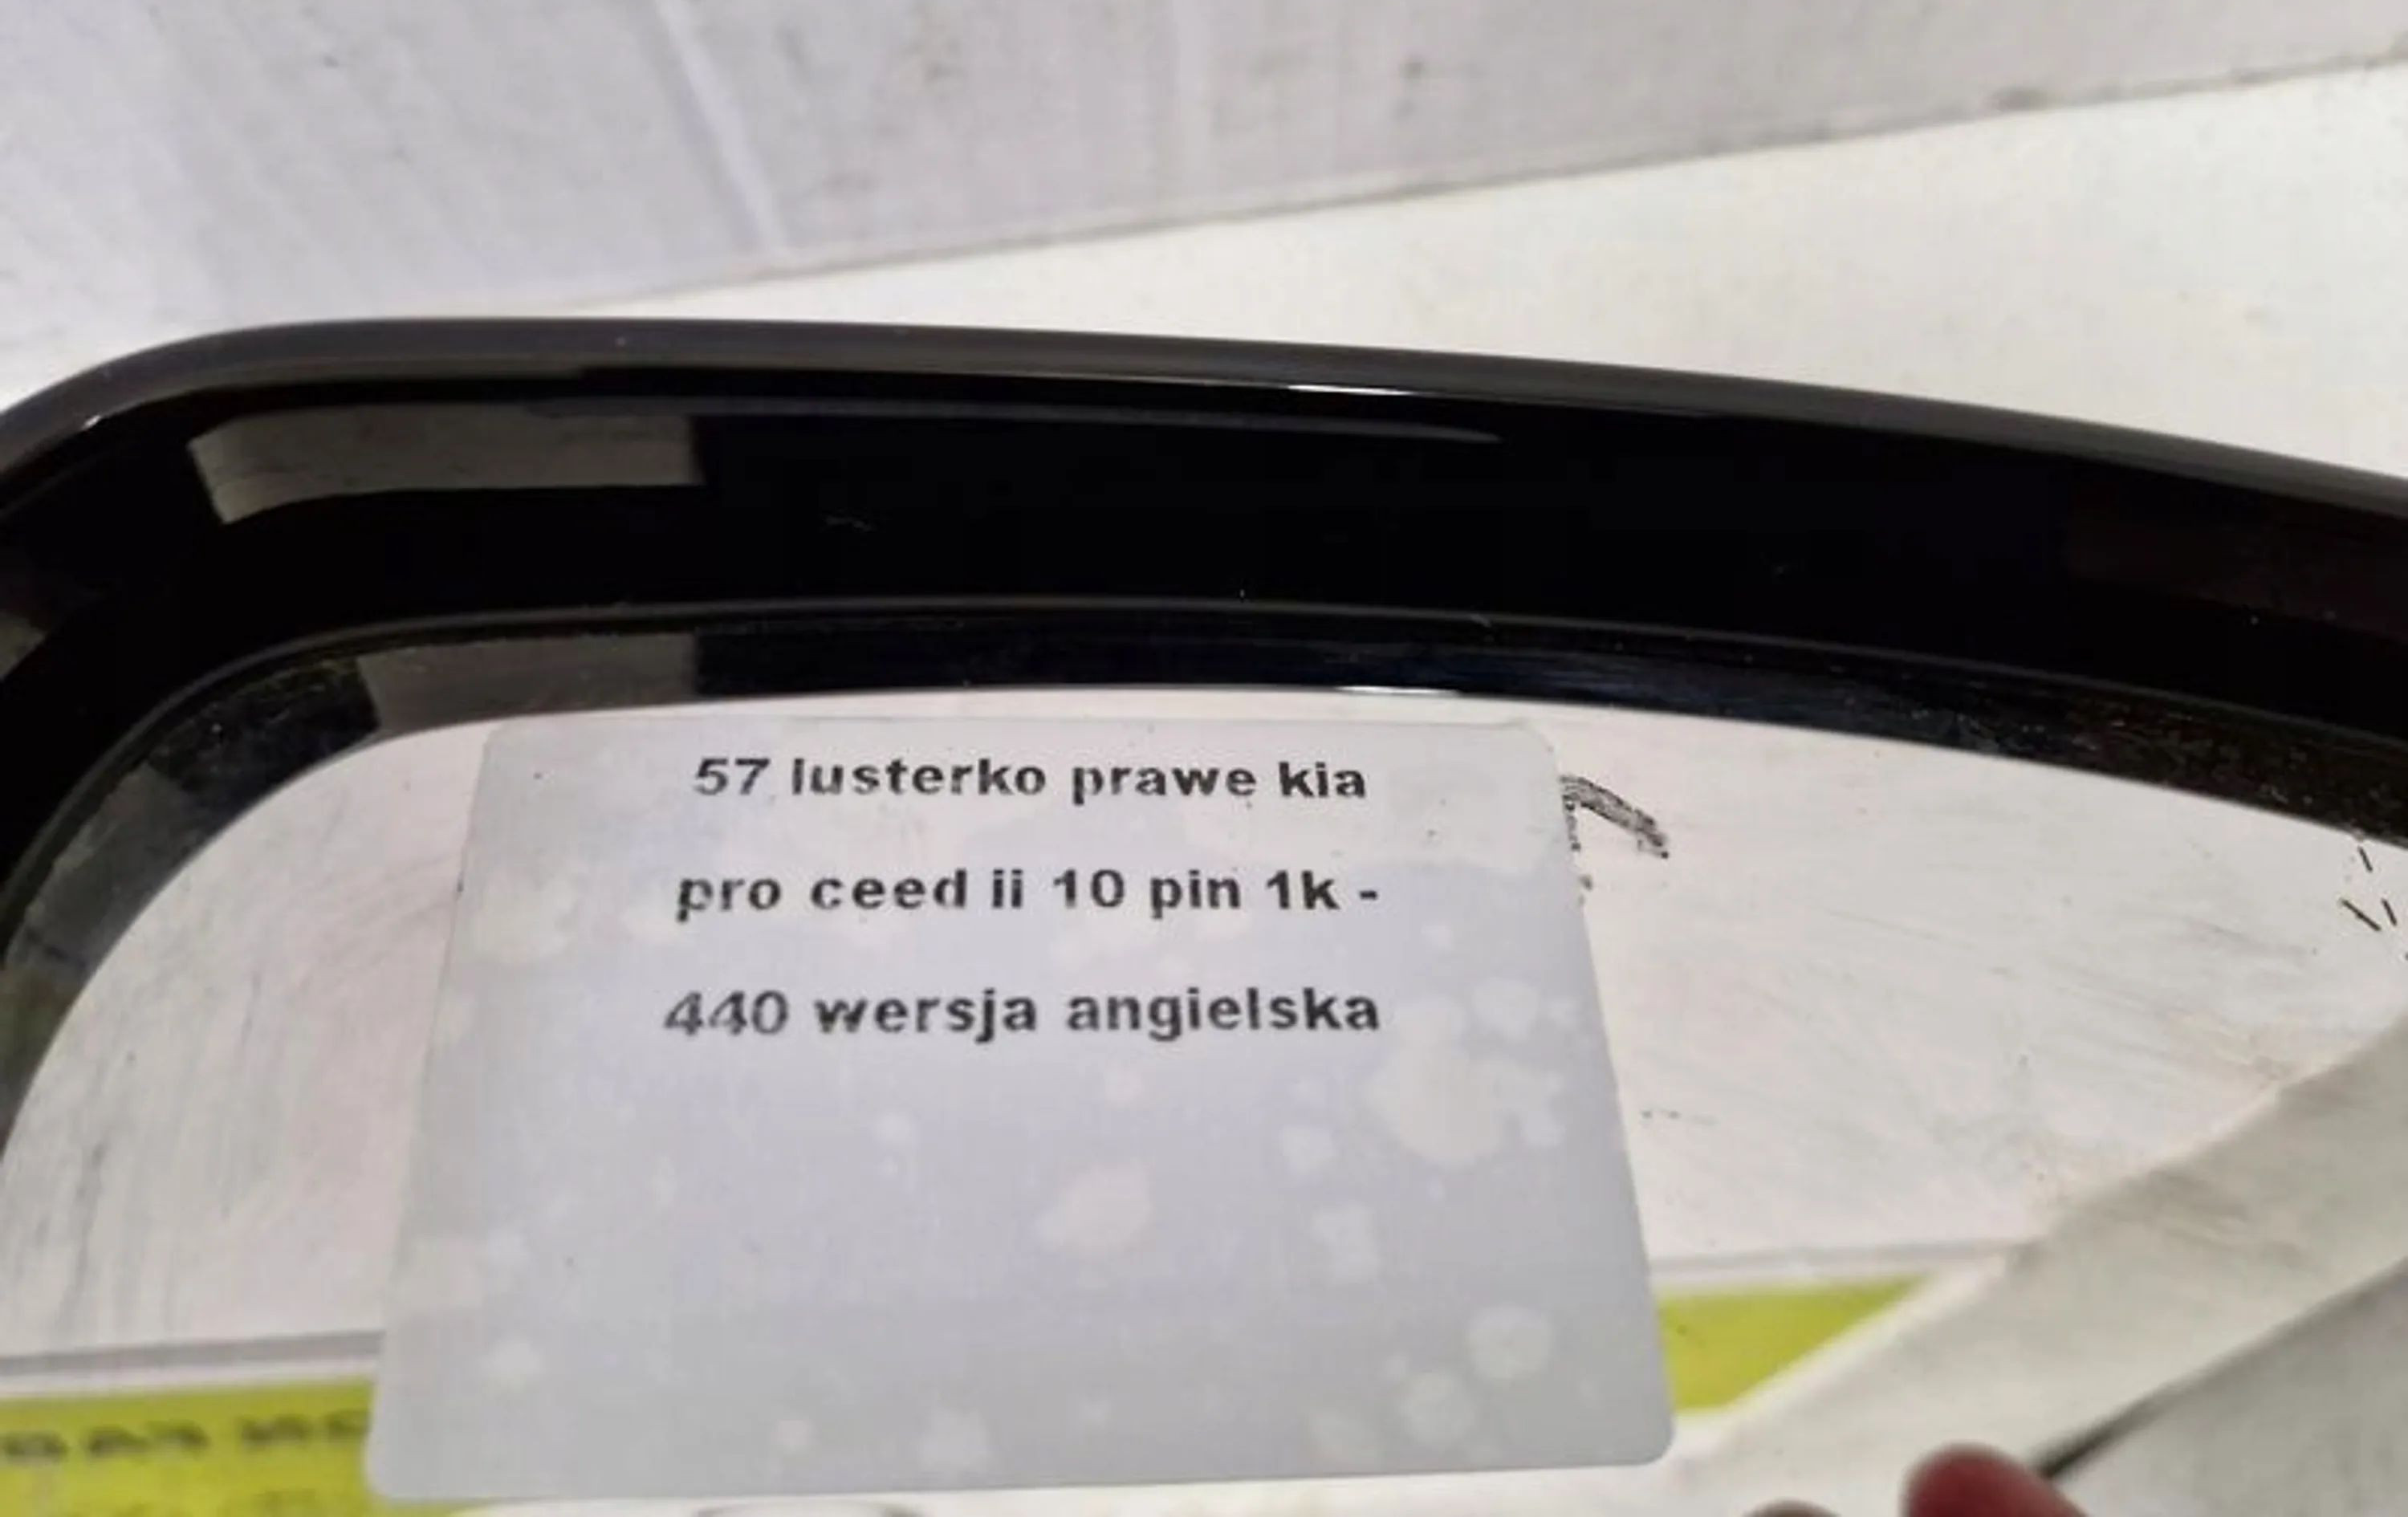 57 lusterko prawe kia
pro ceed ii 10 pin 1k -
440 wersja angielska